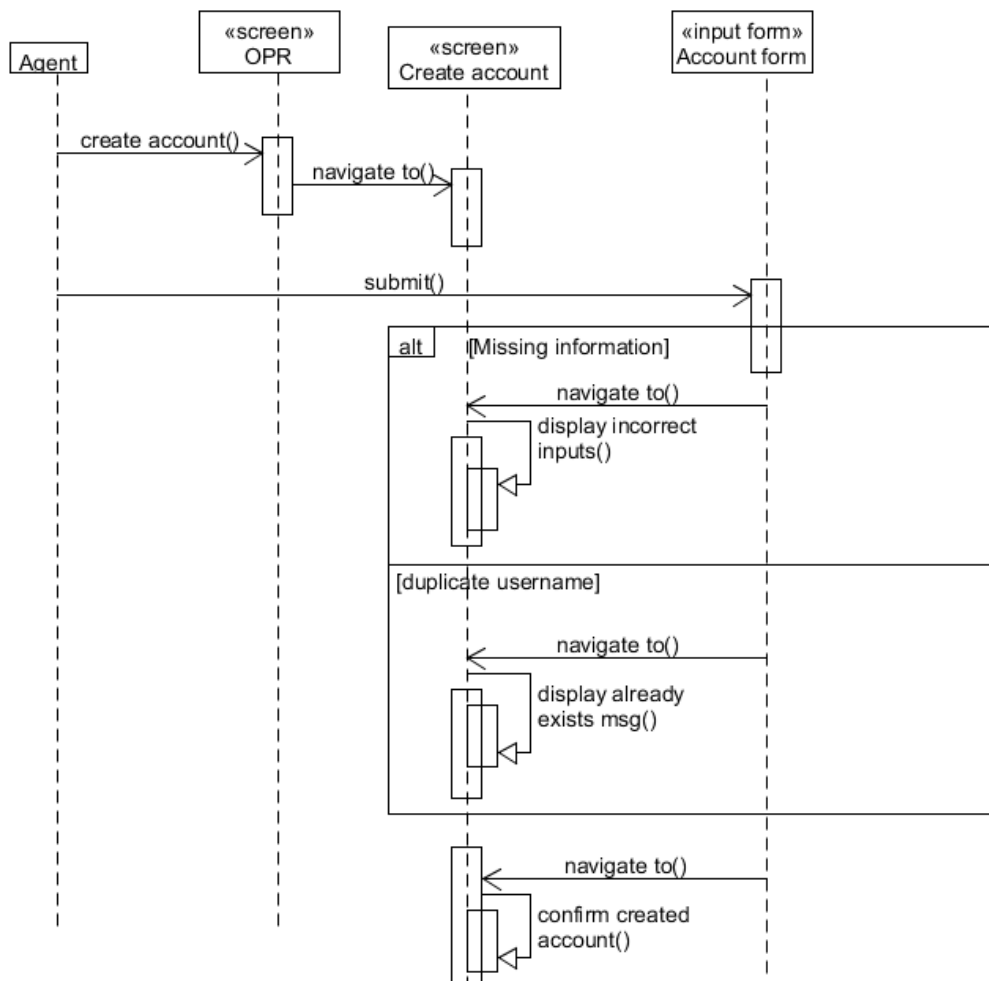 «screen»
OPR
«screen»
Create account
«input form»
Account form
Agent
create account()
navigate to()
submit()
alt
[Missing information]
navigate to()
display incorrect
inputs()
[duplicate username]
navigate to()
display already
exists msg()
navigate to()
confirm created
account()